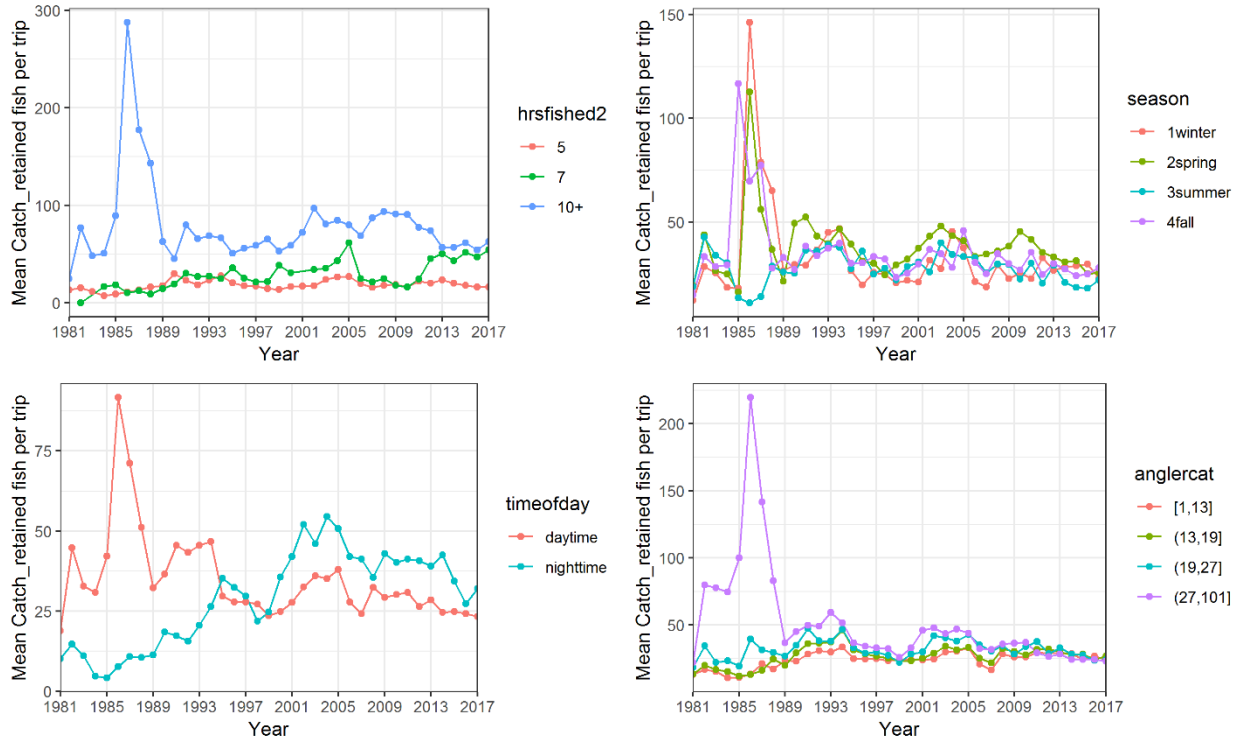 Mean Catch_retained fish per trip
300
200
100
0
1981 1985 1989 1993 1997 2001 2005 2009 2013 2017
Year
hrsfished2
5
7
10+
Mean Catch_retained fish per trip
150
100
50
1981 1985 1989 1993 1997 2001 2005 2009 2013 2017
Year
season
1winter
2spring
3summer
4fall
Mean Catch_retained fish per trip
75
50
25
0
1981 1985 1989 1993 1997 2001 2005 2009 2013 2017
Year
timeofday
daytime
nighttime
Mean Catch_retained fish per trip
200
150
100
50
1981 1985 1989 1993 1997 2001 2005 2009 2013 2017
Year
anglercat
[1,13]
(13,19]
(19,27]
(27,101]